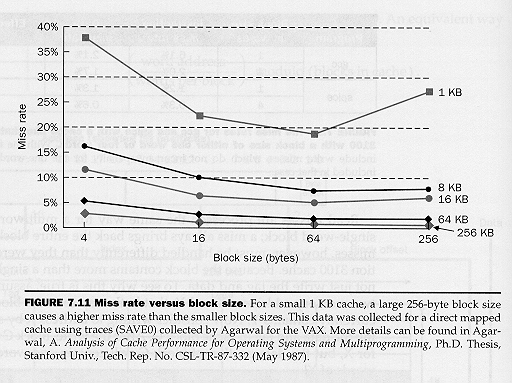 An equivalent way
40%
35%
30%
25%
20%
15%
10%
5%
0%
Miss rate
1 KB
8 KB
16 KB
64 KB
256 KB
4
16
64
256
Block size (bytes)
FIGURE 7.11 Miss rate versus block size. For a small 1 KB cache, a large 256-byte block size
causes a higher miss rate than the smaller block sizes. This data was collected for a direct mapped
cache using traces (SAVE0) collected by Agarwal for the VAX. More details can be found in Agar-
wal, A. Analysis of Cache Performance for Operating Systems and Multiprogramming, Ph.D. Thesis,
Stanford Univ., Tech. Rep. No. CSL-TR-87-332 (May 1987).